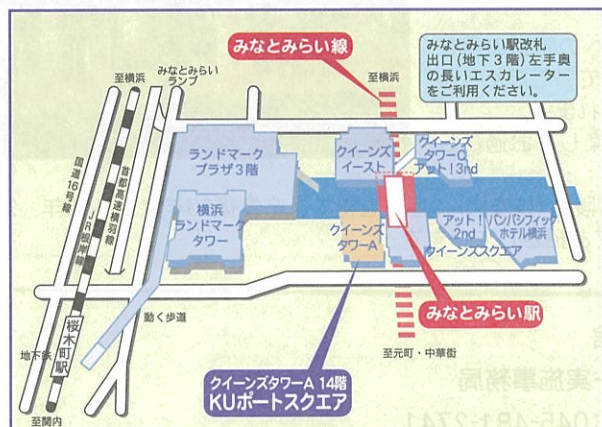 みなとみらい線
みなとみらい駅改札
出口(地下3階)左手奥
の長いエスカレーター
をご利用ください。
至横浜
みなとみらい
ランプ
至横浜
国道16号線
JR根岸線
首都高速横羽線
ランドマーク
プラザ3階
横浜
ランドマーク
タワー
クイーンズ
イースト
クイーンズ
タワーC
アット!3nd
クイーンズ
タワーA
アット!
2nd
パンパシフィック
ホテル横浜
クイーンズスクエア
みなとみらい駅
動く歩道
桜木町駅
地下鉄
至関内
至元町・中華街
クイーンズタワーA 14階
KUポートスクエア
実施事務局
045-481-2741